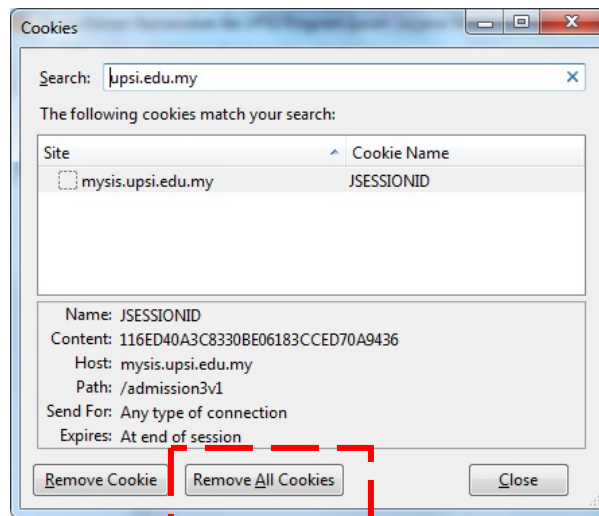 Cookies
Search: upsi.edu.my
The following cookies match your search:
Site Cookie Name
mysis.upsi.edu.my JSESSIONID
Name: JSESSIONID
Content: 116ED40A3C8330BE06183CCED70A9436
Host: mysis.upsi.edu.my
Path: /admission3v1
Send For: Any type of connection
Expires: At end of session
Remove Cookie Remove All Cookies Close